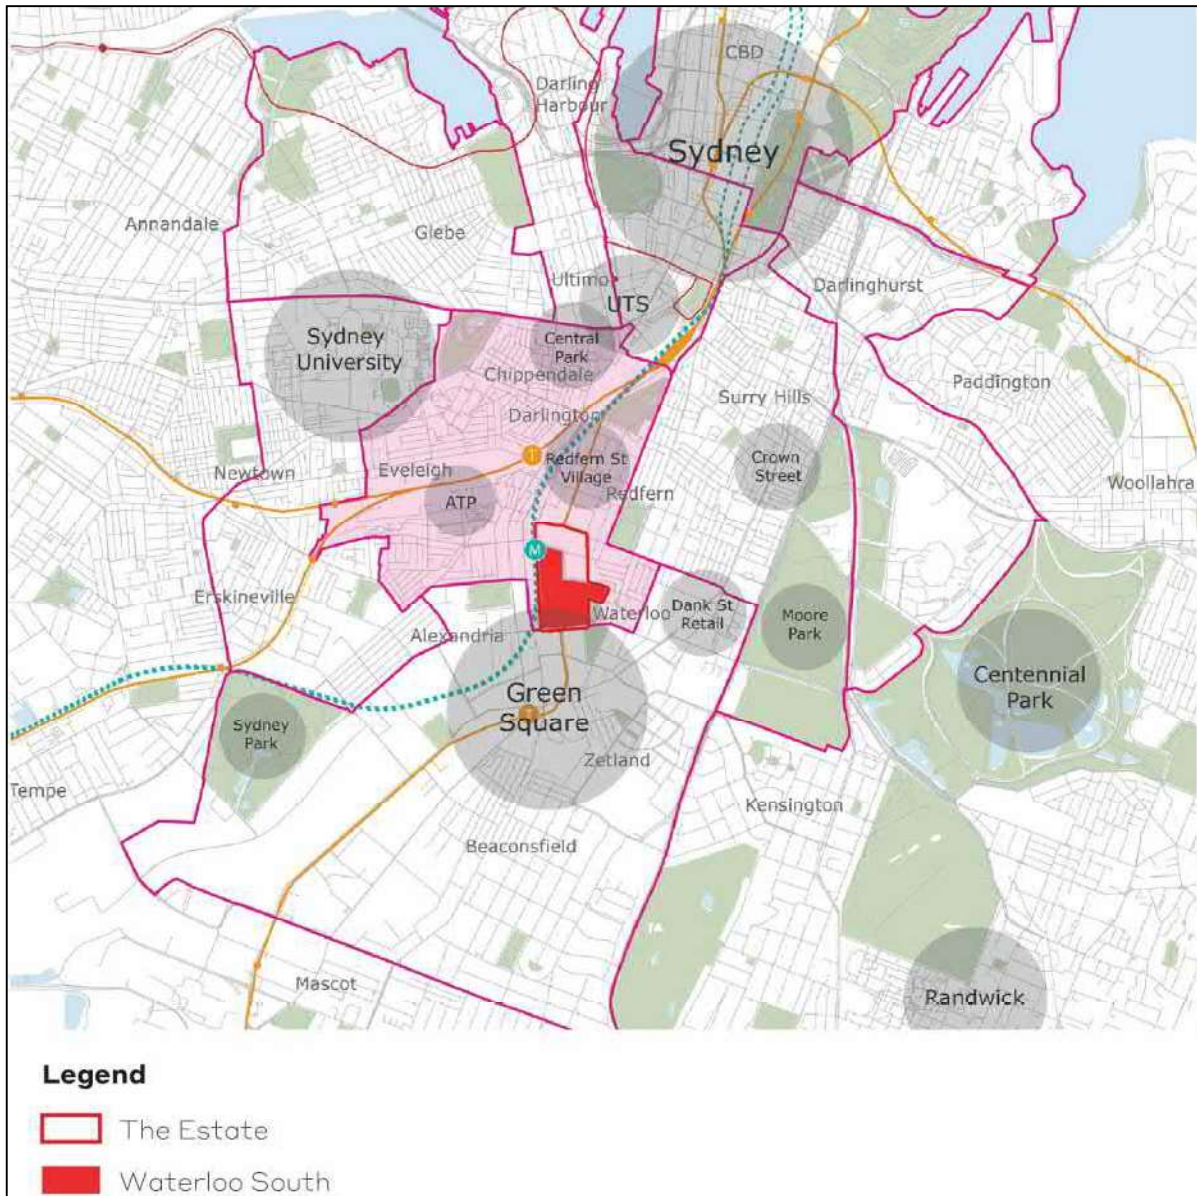 CBD
Darling
Harbour
Sydney
Annandale
Glebe
Ultimo
Darlinghurst
UTS
Sydney
University
Central
Park
Chippendale
Paddington
Darlington
Surry Hills
Redfern St
Village
Crown
Street
Newtown
Eveleigh
T
ATP
Redfern
Woollahra
M
Erskineville
Waterloo
Dank St
Retail
Moore
Park
Alexandria
Centennial
Park
Green
Square
Sydney
Park
Zetland
Tempe
Kensington
Beaconsfield
Mascot
Randwick
Legend
The Estate
Waterloo South